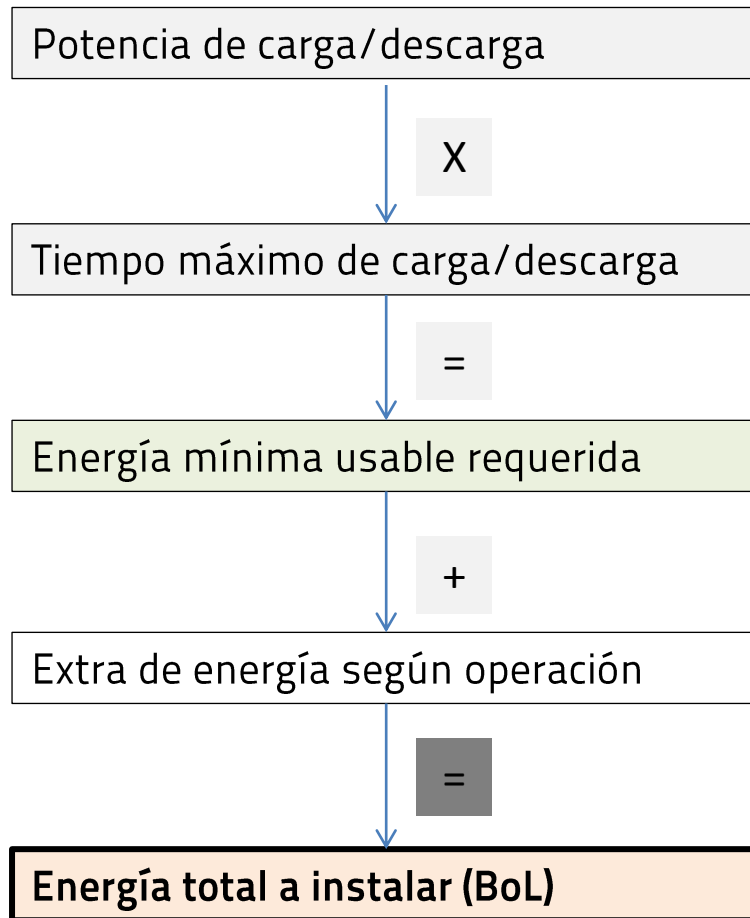 Potencia de carga/descarga
X
Tiempo máximo de carga/descarga
=
Energía mínima usable requerida
+
Extra de energía según operación
=
Energía total a instalar (BoL)